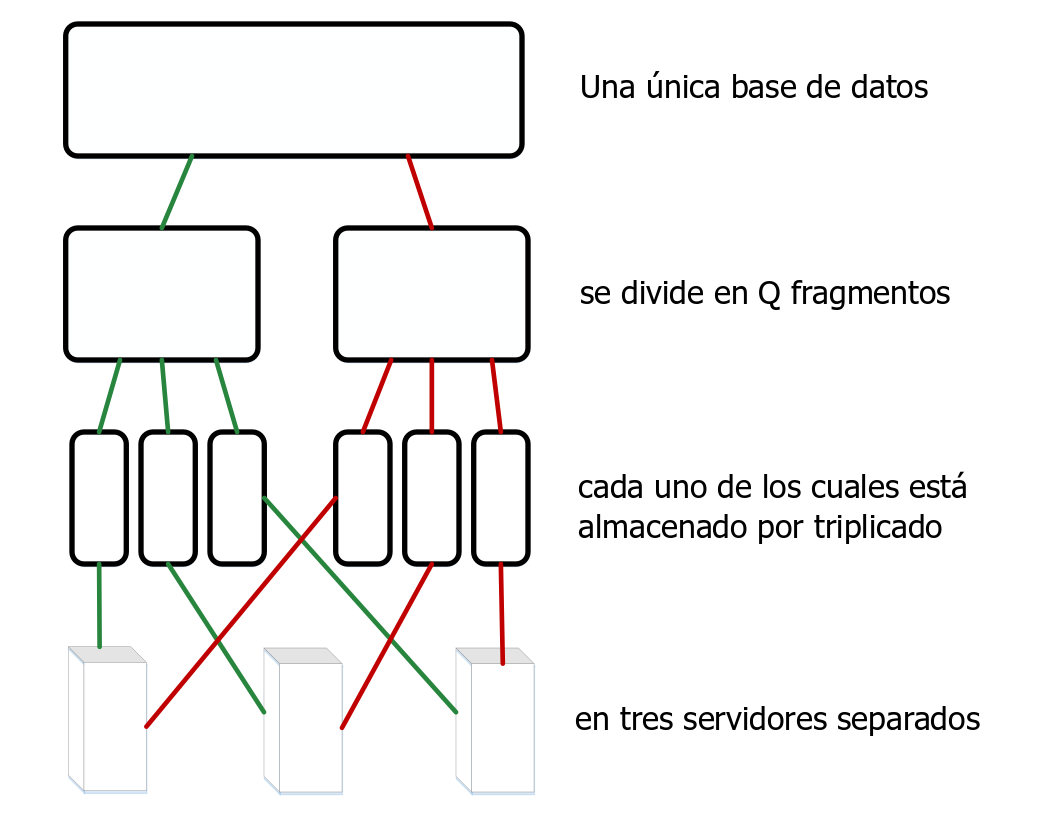 Una única base de datos
se divide en Q fragmentos
cada uno de los cuales está
almacenado por triplicado
en tres servidores separados